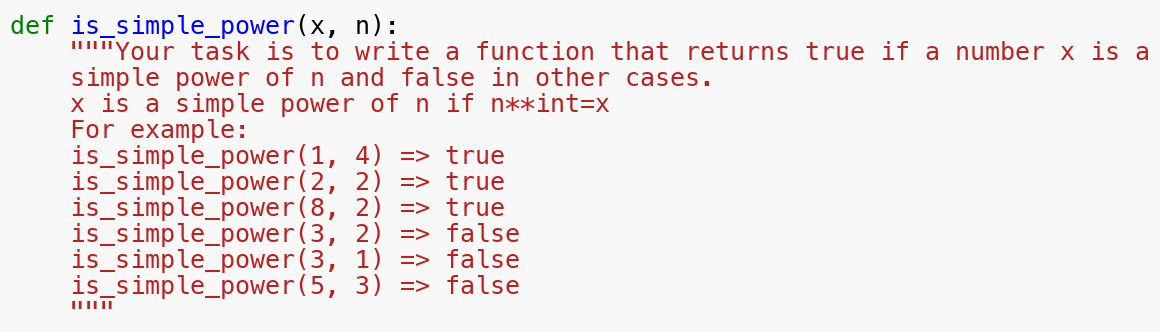 def is_simple_power(x, n):
    """Your task is to write a function that returns true if a number x is a
    simple power of n and false in other cases.
    x is a simple power of n if n**int=x
    For example:
    is_simple_power(1, 4) => true
    is_simple_power(2, 2) => true
    is_simple_power(8, 2) => true
    is_simple_power(3, 2) => false
    is_simple_power(3, 1) => false
    is_simple_power(5, 3) => false
    """